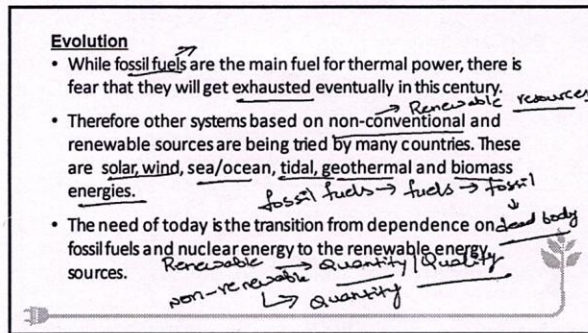 Evolution
• While fossil fuels are the main fuel for thermal power, there is
fear that they will get exhausted eventually in this century.
→ Renewable resources
• Therefore other systems based on non-conventional and
renewable sources are being tried by many countries. These
are solar, wind, sea/ocean, tidal, geothermal and biomass
energies.
fossil fuels → fuels → fossil
↓
• The need of today is the transition from dependence on dead body
fossil fuels and nuclear energy to the renewable energy
sources.
Renewable → Quantity | Quality
non-renewable
↳ Quantity